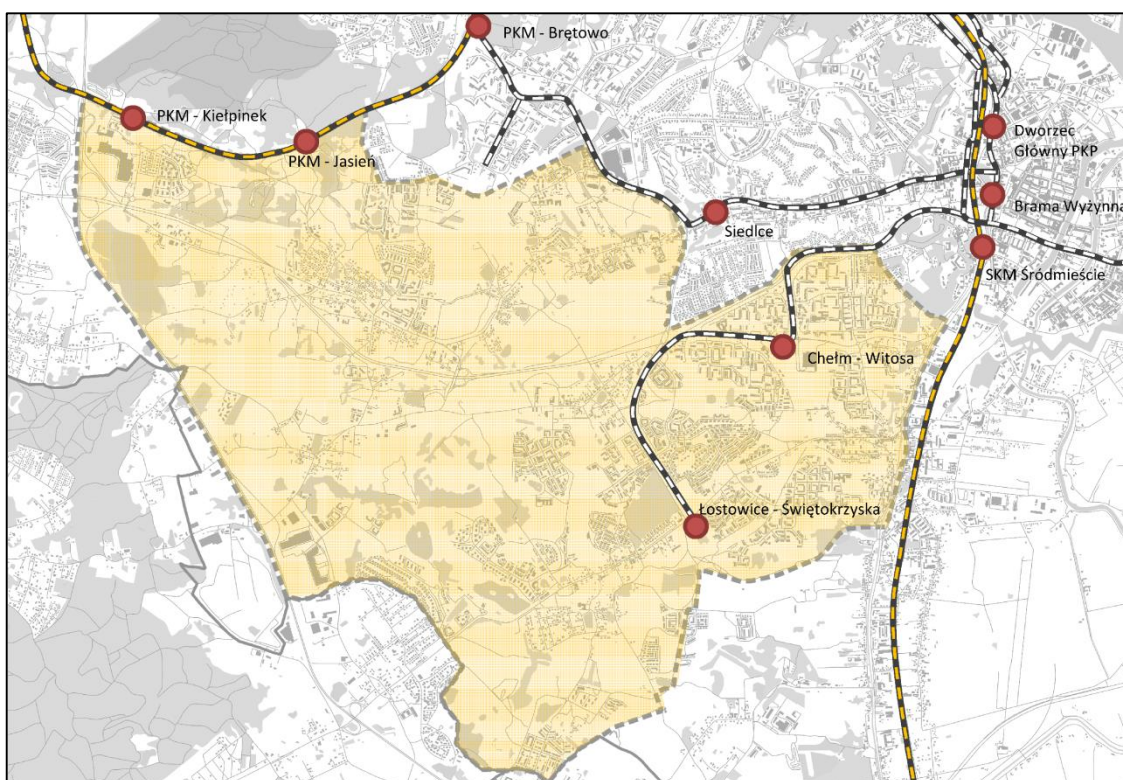 PKM - Brętowo
PKM - Kiełpinek
PKM - Jasień
Dworzec
Główny PKP
Brama Wyżynna
Siedlce
SKM Śródmieście
Chełm - Witosa
Łostowice - Świętokrzyska